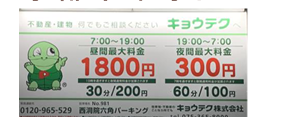 不動産・建物 何でもご相談ください キョウテクへ
7:00〜19:00
昼間最大料金
1800円
30分/200円
19:00〜7:00
夜間最大料金
300円
60分/100円
0120-965-529
No.361
西洞院六角パーキング
キョウテク株式会社